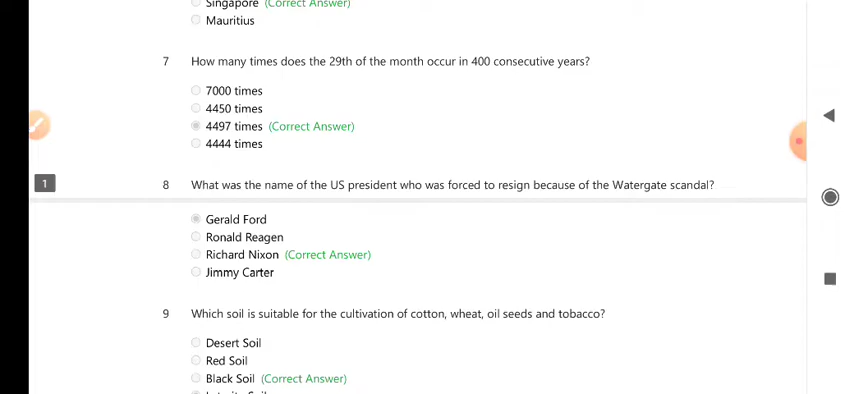 Singapore (Correct Answer)
Mauritius
7 How many times does the 29th of the month occur in 400 consecutive years?
7000 times
4450 times
4497 times (Correct Answer)
4444 times
1
8 What was the name of the US president who was forced to resign because of the Watergate scandal?
Gerald Ford
Ronald Reagen
Richard Nixon (Correct Answer)
Jimmy Carter
9 Which soil is suitable for the cultivation of cotton, wheat, oil seeds and tobacco?
Desert Soil
Red Soil
Black Soil (Correct Answer)